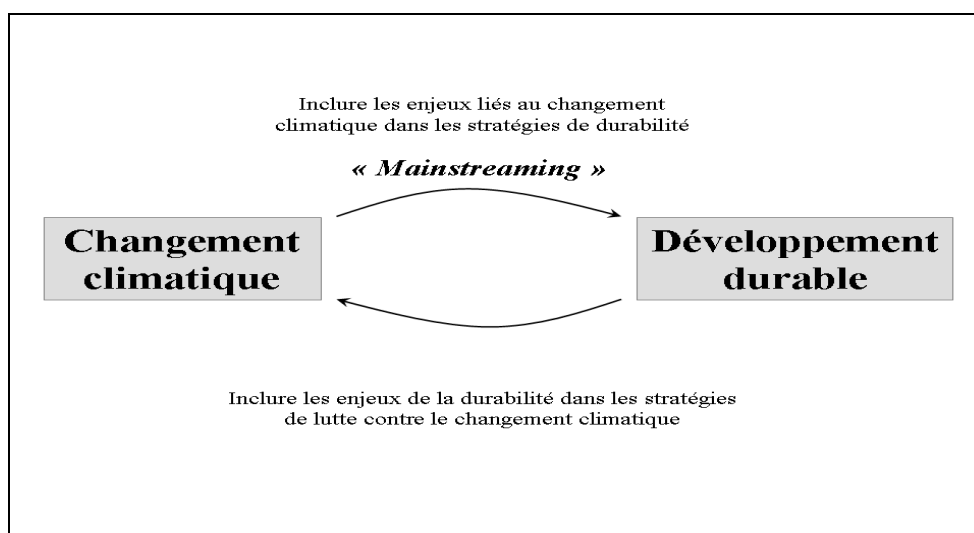 Inclure les enjeux liés au changement
climatique dans les stratégies de durabilité
« Mainstreaming »
Changement
climatique
Développement
durable
Inclure les enjeux de la durabilité dans les stratégies
de lutte contre le changement climatique